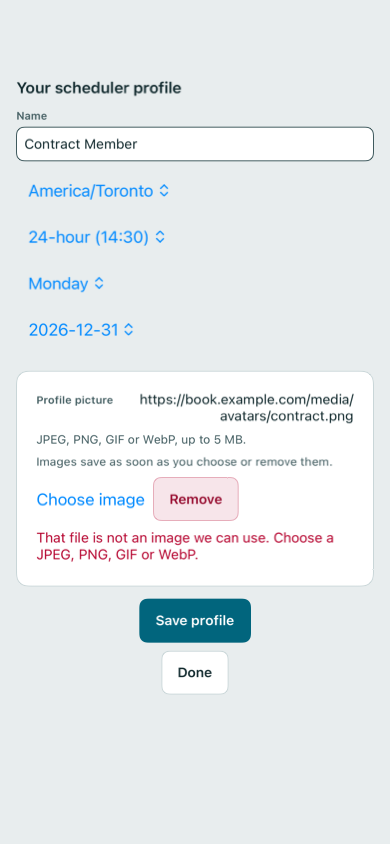 Your scheduler profile
Name
Contract Member
America/Toronto
24-hour (14:30)
Monday
2026-12-31
Profile picture
https://book.example.com/media/
avatars/contract.png
JPEG, PNG, GIF or WebP, up to 5 MB.
Images save as soon as you choose or remove them.
Choose image
Remove
That file is not an image we can use. Choose a
JPEG, PNG, GIF or WebP.
Save profile
Done